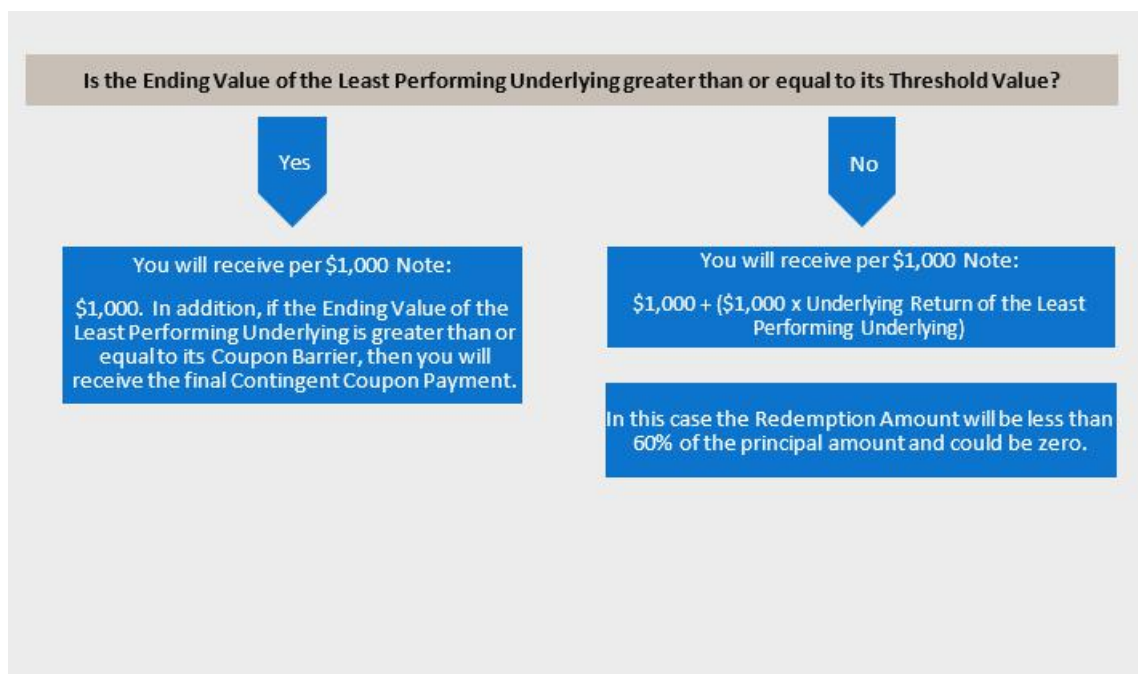 Is the Ending Value of the Least Performing Underlying greater than or equal to its Threshold Value?
Yes
You will receive per $1,000 Note:
$1,000. In addition, if the Ending Value of the
Least Performing Underlying is greater than or
equal to its Coupon Barrier, then you will
receive the final Contingent Coupon Payment.
No
You will receive per $1,000 Note:
$1,000 + ($1,000 x Underlying Return of the Least
Performing Underlying)
In this case the Redemption Amount will be less than
60% of the principal amount and could be zero.